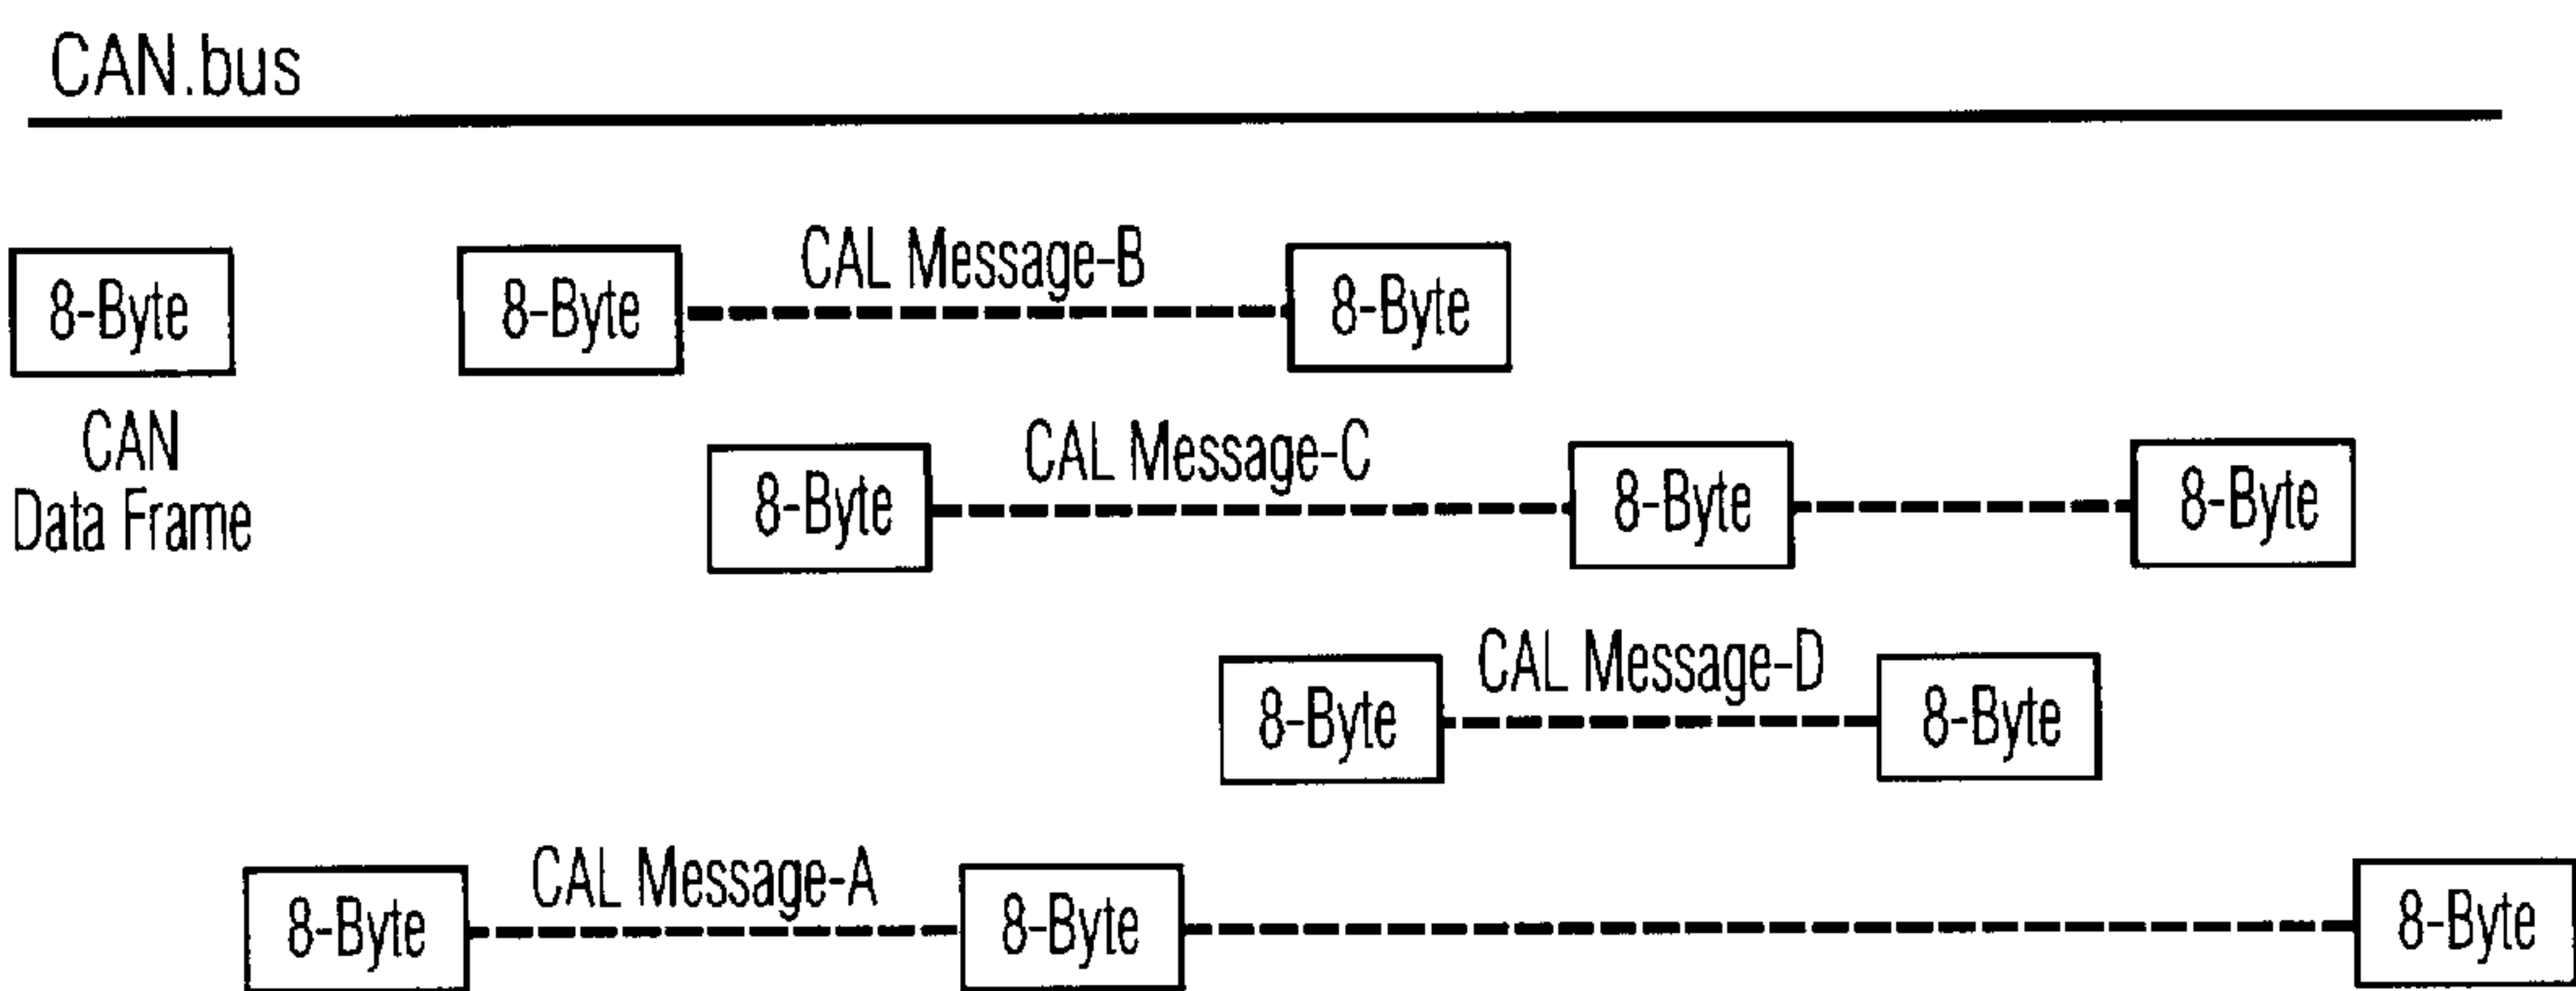 CAN.bus
8-Byte
CAN
Data Frame
8-Byte
CAL Message-B
8-Byte
8-Byte
CAL Message-C
8-Byte
8-Byte
8-Byte
CAL Message-D
8-Byte
8-Byte
CAL Message-A
8-Byte
8-Byte